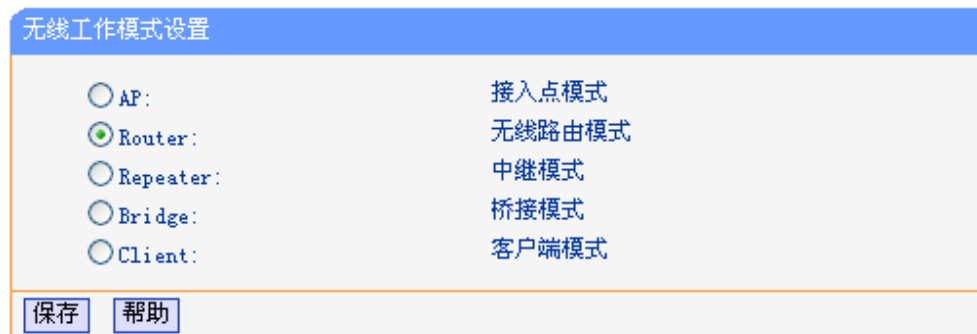 无线工作模式设置
AP: 接入点模式
Router: 无线路由模式
Repeater: 中继模式
Bridge: 桥接模式
Client: 客户端模式
保存 帮助